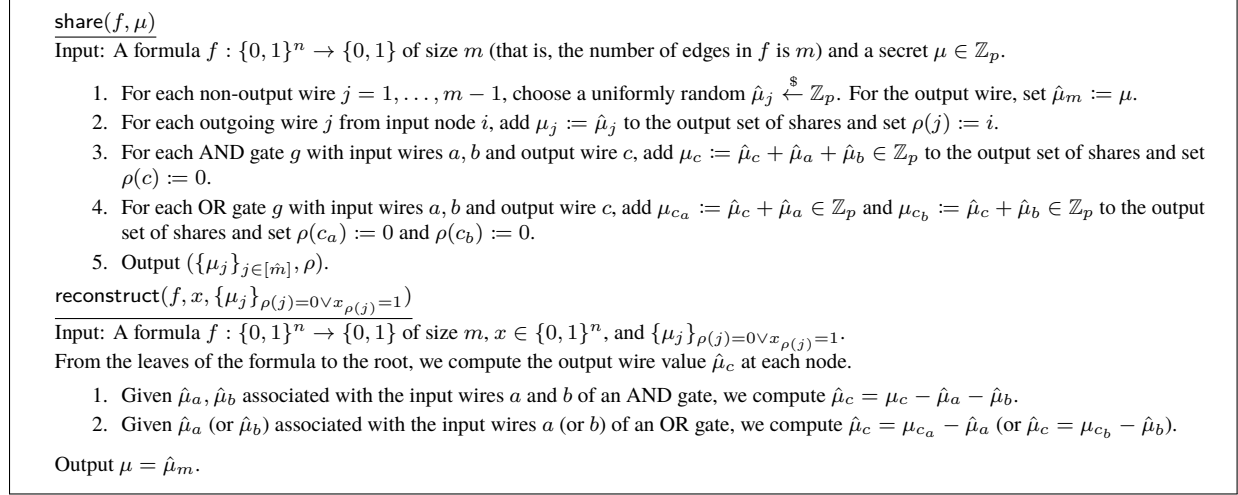 share(f, μ)
Input: A formula f : {0, 1}ⁿ → {0, 1} of size m (that is, the number of edges in f is m) and a secret μ ∈ ℤₚ.
1. For each non-output wire j = 1, . . . , m − 1, choose a uniformly random μ̂ⱼ ←$ ℤₚ. For the output wire, set μ̂ₘ := μ.
2. For each outgoing wire j from input node i, add μⱼ := μ̂ⱼ to the output set of shares and set ρ(j) := i.
3. For each AND gate g with input wires a, b and output wire c, add μ_c := μ̂_c + μ̂_a + μ̂_b ∈ ℤₚ to the output set of shares and set
ρ(c) := 0.
4. For each OR gate g with input wires a, b and output wire c, add μ_{c_a} := μ̂_c + μ̂_a ∈ ℤₚ and μ_{c_b} := μ̂_c + μ̂_b ∈ ℤₚ to the output
set of shares and set ρ(c_a) := 0 and ρ(c_b) := 0.
5. Output ({μⱼ}_{j∈[m̂]}, ρ).
reconstruct(f, x, {μⱼ}_{ρ(j)=0∨x_{ρ(j)}=1})
Input: A formula f : {0, 1}ⁿ → {0, 1} of size m, x ∈ {0, 1}ⁿ, and {μⱼ}_{ρ(j)=0∨x_{ρ(j)}=1}.
From the leaves of the formula to the root, we compute the output wire value μ̂_c at each node.
1. Given μ̂_a, μ̂_b associated with the input wires a and b of an AND gate, we compute μ̂_c = μ_c − μ̂_a − μ̂_b.
2. Given μ̂_a (or μ̂_b) associated with the input wires a (or b) of an OR gate, we compute μ̂_c = μ_{c_a} − μ̂_a (or μ̂_c = μ_{c_b} − μ̂_b).
Output μ = μ̂ₘ.